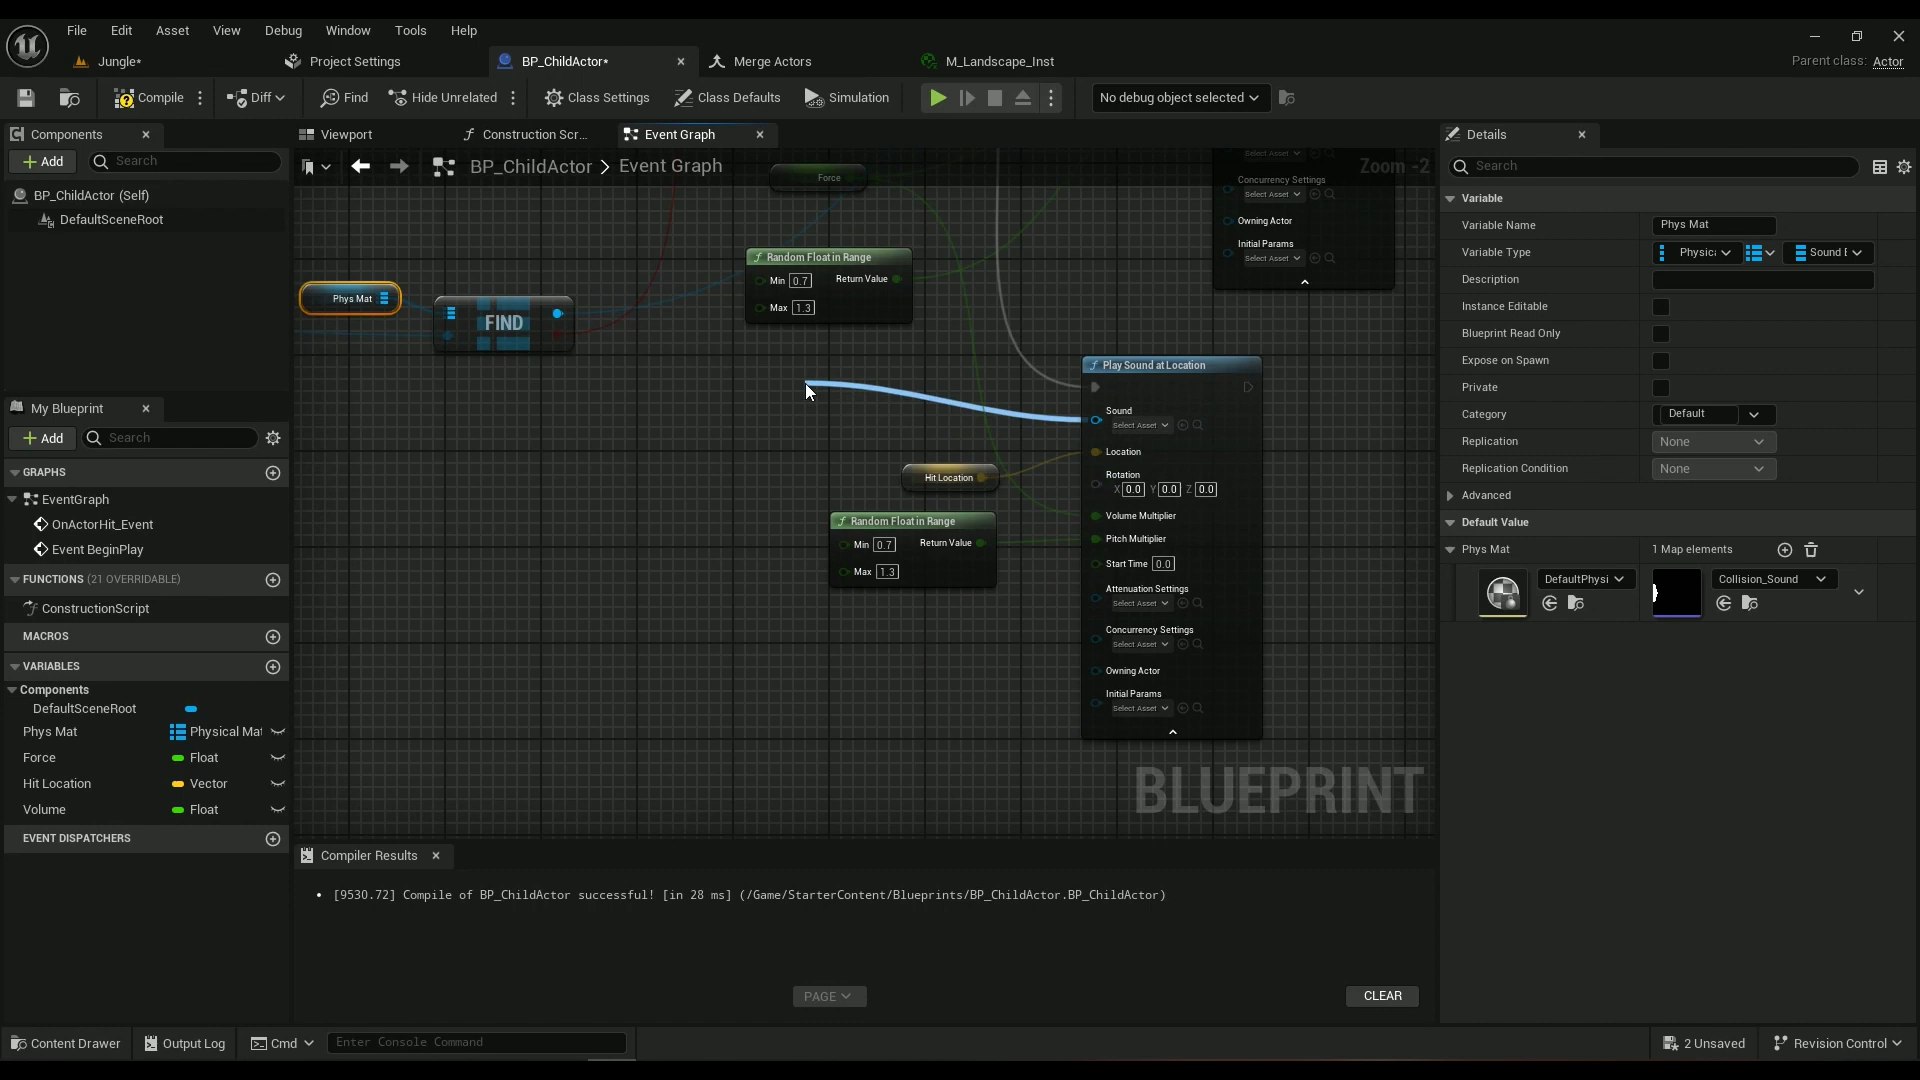 File Edit Asset View Window Debug Tools Help
Jungle* Project Settings BP_ChildActor* Merge Actors M_Landscape_Inst Parent class: Actor
Compile Diff Find Hide Unrelated Class Settings Class Defaults Simulation No debug object selected
Components
Add Search
BP_ChildActor (Self)
DefaultSceneRoot
My Blueprint
Add Search
GRAPHS
EventGraph
OnActorHit_Event
Event BeginPlay
FUNCTIONS (21 OVERRIDABLE)
ConstructionScript
MACROS
VARIABLES
Components
DefaultSceneRoot
Phys Mat Physical Mat
Force Float
Hit Location Vector
Volume Float
EVENT DISPATCHERS
Viewport Construction Scr... Event Graph
BP_ChildActor > Event Graph
Zoom -2
Force
Select Asset
Concurrency Settings
Select Asset
Owning Actor
Initial Params
Select Asset
Random Float in Range
Min 0.7 Return Value
Max 1.3
Phys Mat
FIND
Play Sound at Location
Sound
Select Asset
Location
Rotation
X 0.0 Y 0.0 Z 0.0
Volume Multiplier
Pitch Multiplier
Start Time 0.0
Attenuation Settings
Select Asset
Concurrency Settings
Select Asset
Owning Actor
Initial Params
Select Asset
Hit Location
Random Float in Range
Min 0.7 Return Value
Max 1.3
BLUEPRINT
Compiler Results
[9530.72] Compile of BP_ChildActor successful! [in 28 ms] (/Game/StarterContent/Blueprints/BP_ChildActor.BP_ChildActor)
PAGE
CLEAR
Details
Search
Variable
Variable Name Phys Mat
Variable Type Physic Sound
Description
Instance Editable
Blueprint Read Only
Expose on Spawn
Private
Category Default
Replication None
Replication Condition None
Advanced
Default Value
Phys Mat 1 Map elements
DefaultPhysi Collision_Sound
Content Drawer Output Log Cmd Enter Console Command 2 Unsaved Revision Control